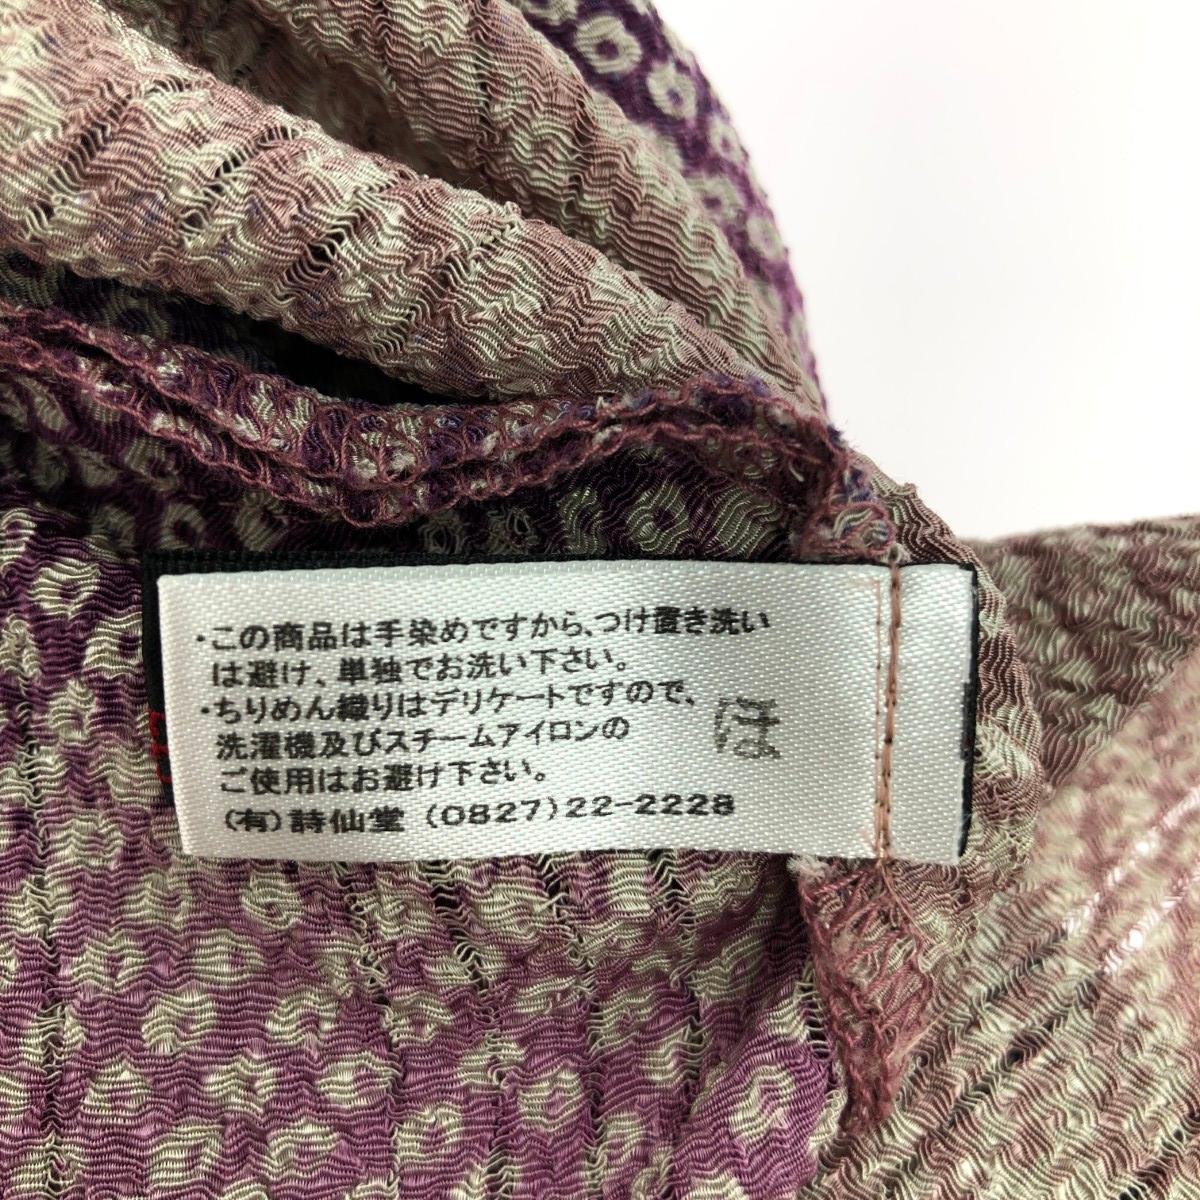 ・この商品は手染めですから、つけ置き洗い
は避け、単独でお洗い下さい。
・ちりめん織りはデリケートですので、
洗濯機及びスチームアイロンの
ご使用はお避け下さい。
(有)詩仙堂 (0827)22-2228
ほ